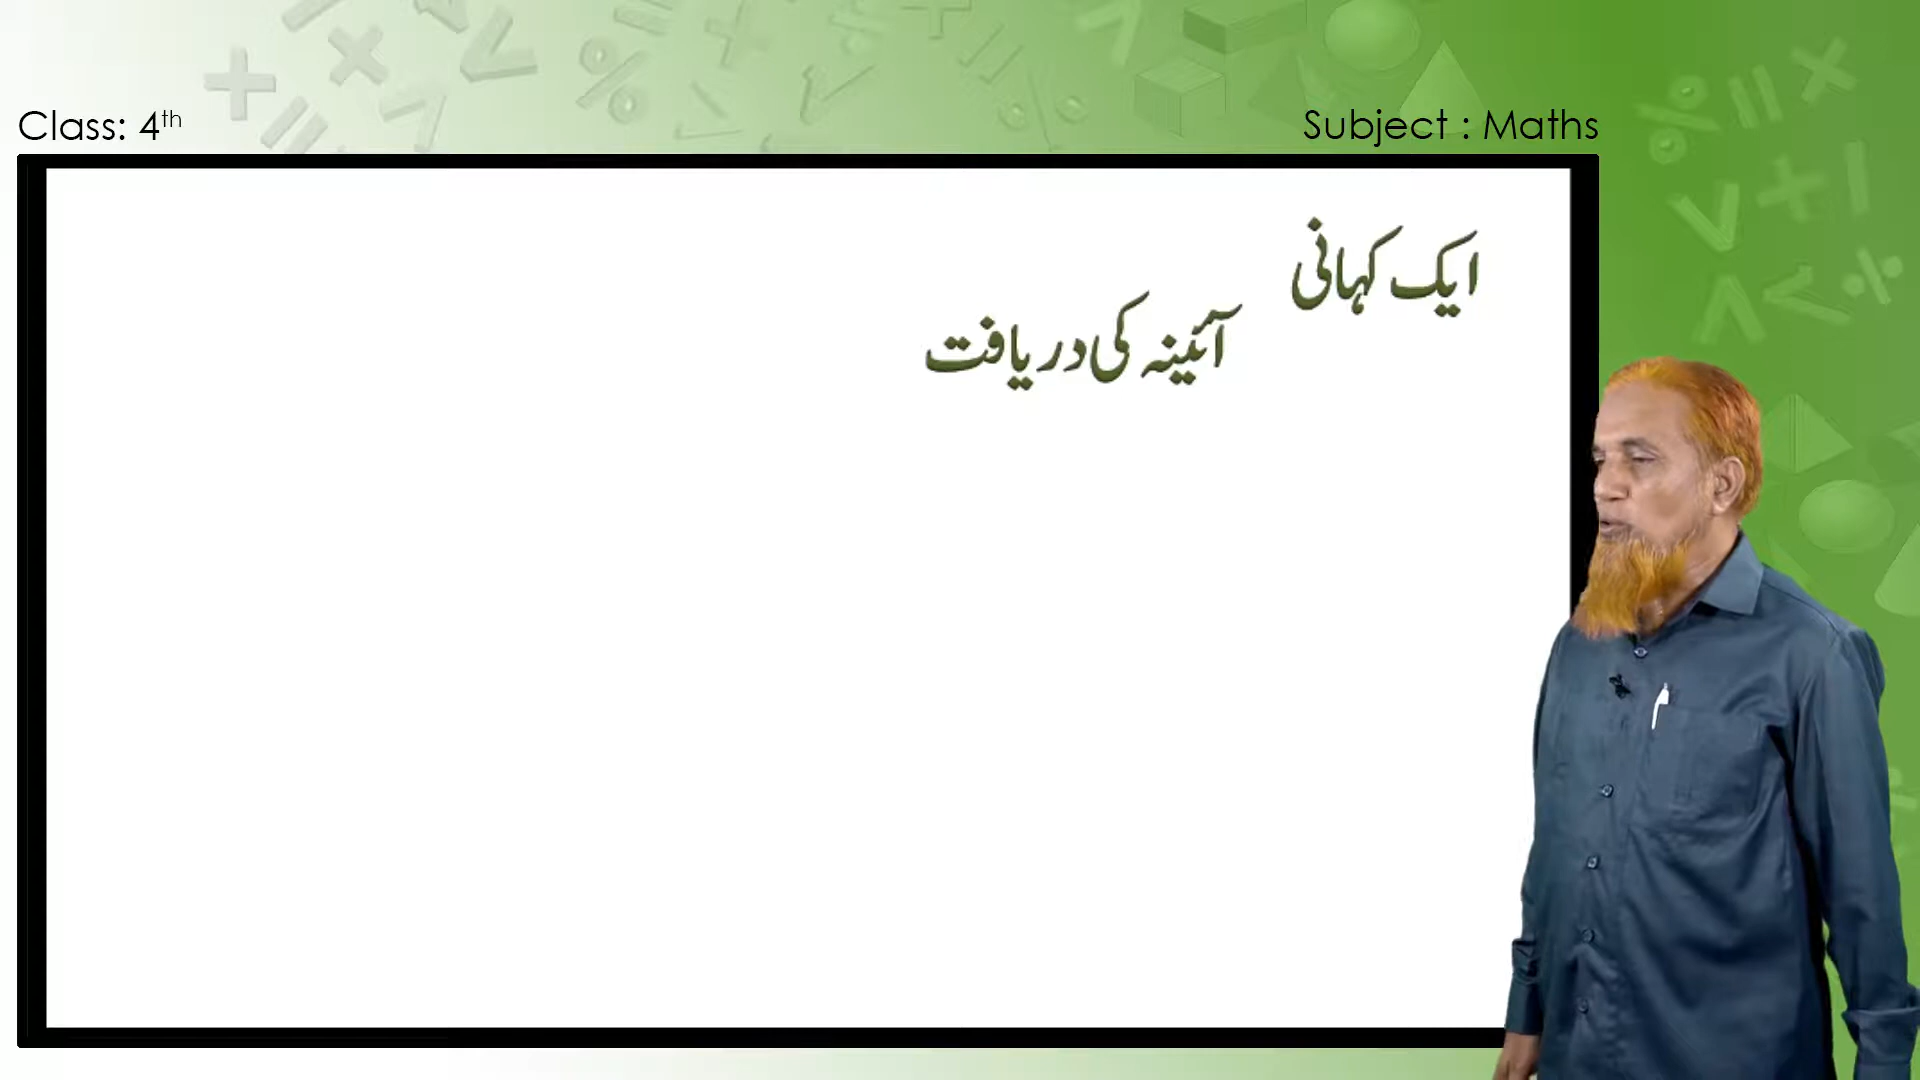 Class: 4th
Subject : Maths
ایک کہانی
آئینہ کی دریافت